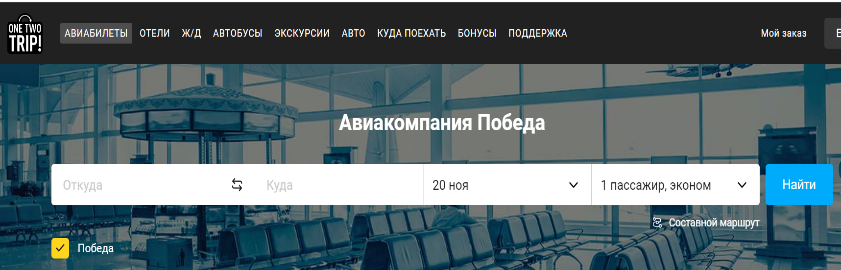 ONE TWO
TRIP!
АВИАБИЛЕТЫ ОТЕЛИ Ж/Д АВТОБУСЫ ЭКСКУРСИИ АВТО КУДА ПОЕХАТЬ БОНУСЫ ПОДДЕРЖКА Мой заказ
Авиакомпания Победа
Откуда Куда 20 ноя 1 пассажир, эконом Найти
Составной маршрут
Победа